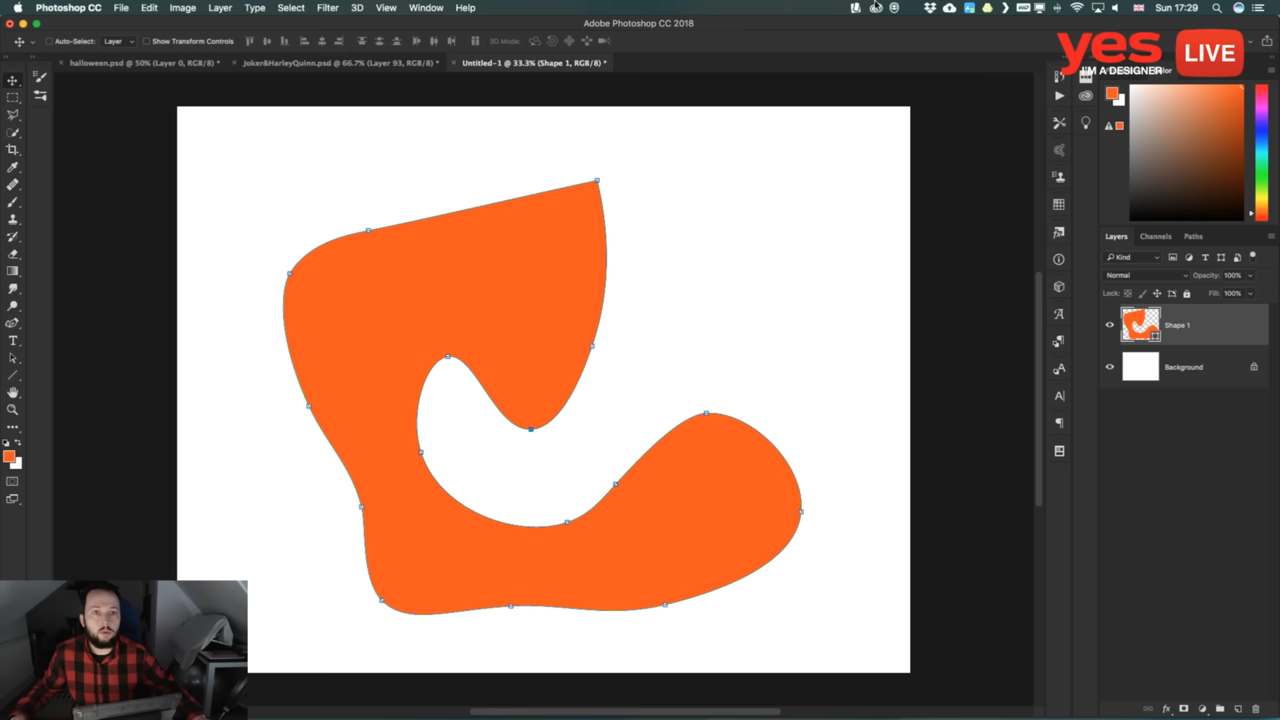 Photoshop CC File Edit Image Layer Type Select Filter 3D View Window Help
Sun 17:29
Adobe Photoshop CC 2018
Auto-Select: Layer Show Transform Controls 3D Mode:
halloween.psd @ 50% (Layer 0, RGB/8) *
Joker&HarleyQuinn.psd @ 66.7% (Layer 93, RGB/8) *
Untitled-1 @ 33.3% (Shape 1, RGB/8) *
yes LIVE
I'M A DESIGNER
Layers Channels Paths
Kind
Normal Opacity: 100%
Lock: Fill: 100%
Shape 1
Background